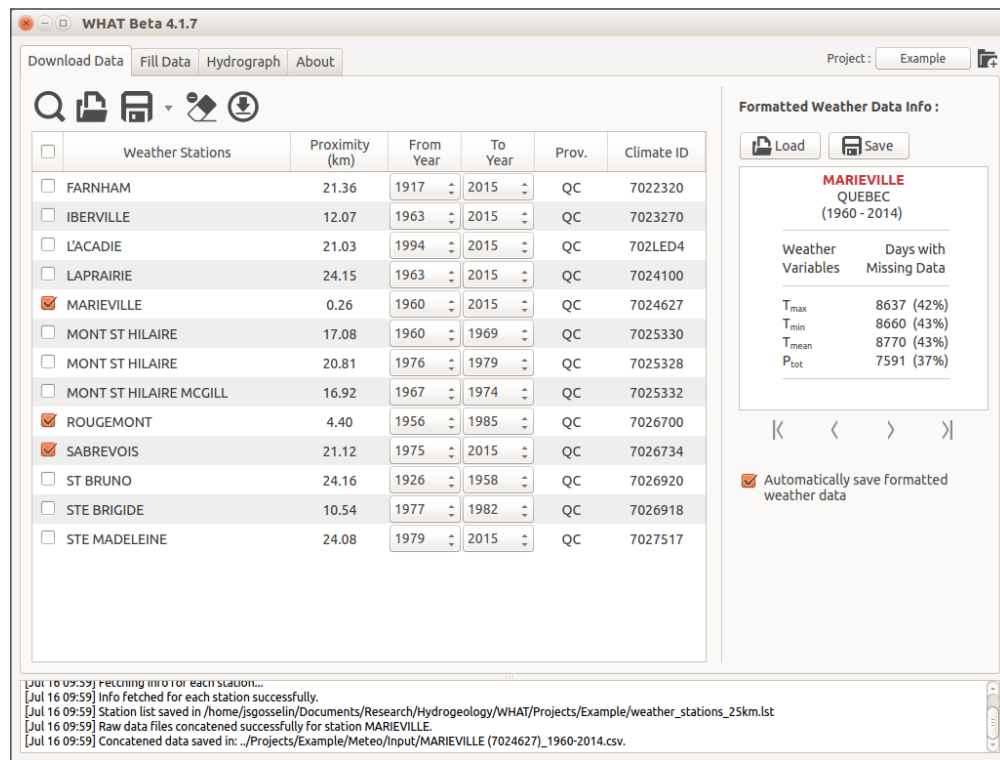 WHAT Beta 4.1.7
Download Data Fill Data Hydrograph About
Project : Example
Weather Stations Proximity (km) From Year To Year Prov. Climate ID
FARNHAM 21.36 1917 2015 QC 7022320
IBERVILLE 12.07 1963 2015 QC 7023270
L'ACADIE 21.03 1994 2015 QC 702LED4
LAPRAIRIE 24.15 1963 2015 QC 7024100
MARIEVILLE 0.26 1960 2015 QC 7024627
MONT ST HILAIRE 17.08 1960 1969 QC 7025330
MONT ST HILAIRE 20.81 1976 1979 QC 7025328
MONT ST HILAIRE MCGILL 16.92 1967 1974 QC 7025332
ROUGEMONT 4.40 1956 1985 QC 7026700
SABREVOIS 21.12 1975 2015 QC 7026734
ST BRUNO 24.16 1926 1958 QC 7026920
STE BRIGIDE 10.54 1977 1982 QC 7026918
STE MADELEINE 24.08 1979 2015 QC 7027517
Formatted Weather Data Info :
Load Save
MARIEVILLE
QUEBEC
(1960 - 2014)
Weather Days with
Variables Missing Data
Tmax 8637 (42%)
Tmin 8660 (43%)
Tmean 8770 (43%)
Ptot 7591 (37%)
Automatically save formatted
weather data
[Jul 16 09:59] Fetching info for each station...
[Jul 16 09:59] Info fetched for each station successfully.
[Jul 16 09:59] Station list saved in /home/jsgosselin/Documents/Research/Hydrogeology/WHAT/Projects/Example/weather_stations_25km.lst
[Jul 16 09:59] Raw data files concatened successfully for station MARIEVILLE.
[Jul 16 09:59] Concatened data saved in: ../Projects/Example/Meteo/Input/MARIEVILLE (7024627)_1960-2014.csv.